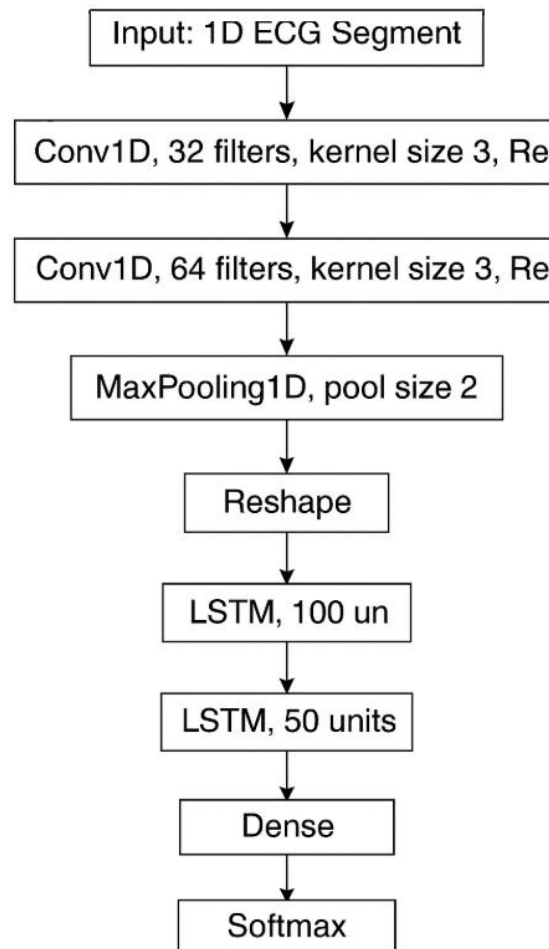 Input: 1D ECG Segment
Conv1D, 32 filters, kernel size 3, Re
Conv1D, 64 filters, kernel size 3, Re
MaxPooling1D, pool size 2
Reshape
LSTM, 100 un
LSTM, 50 units
Dense
Softmax